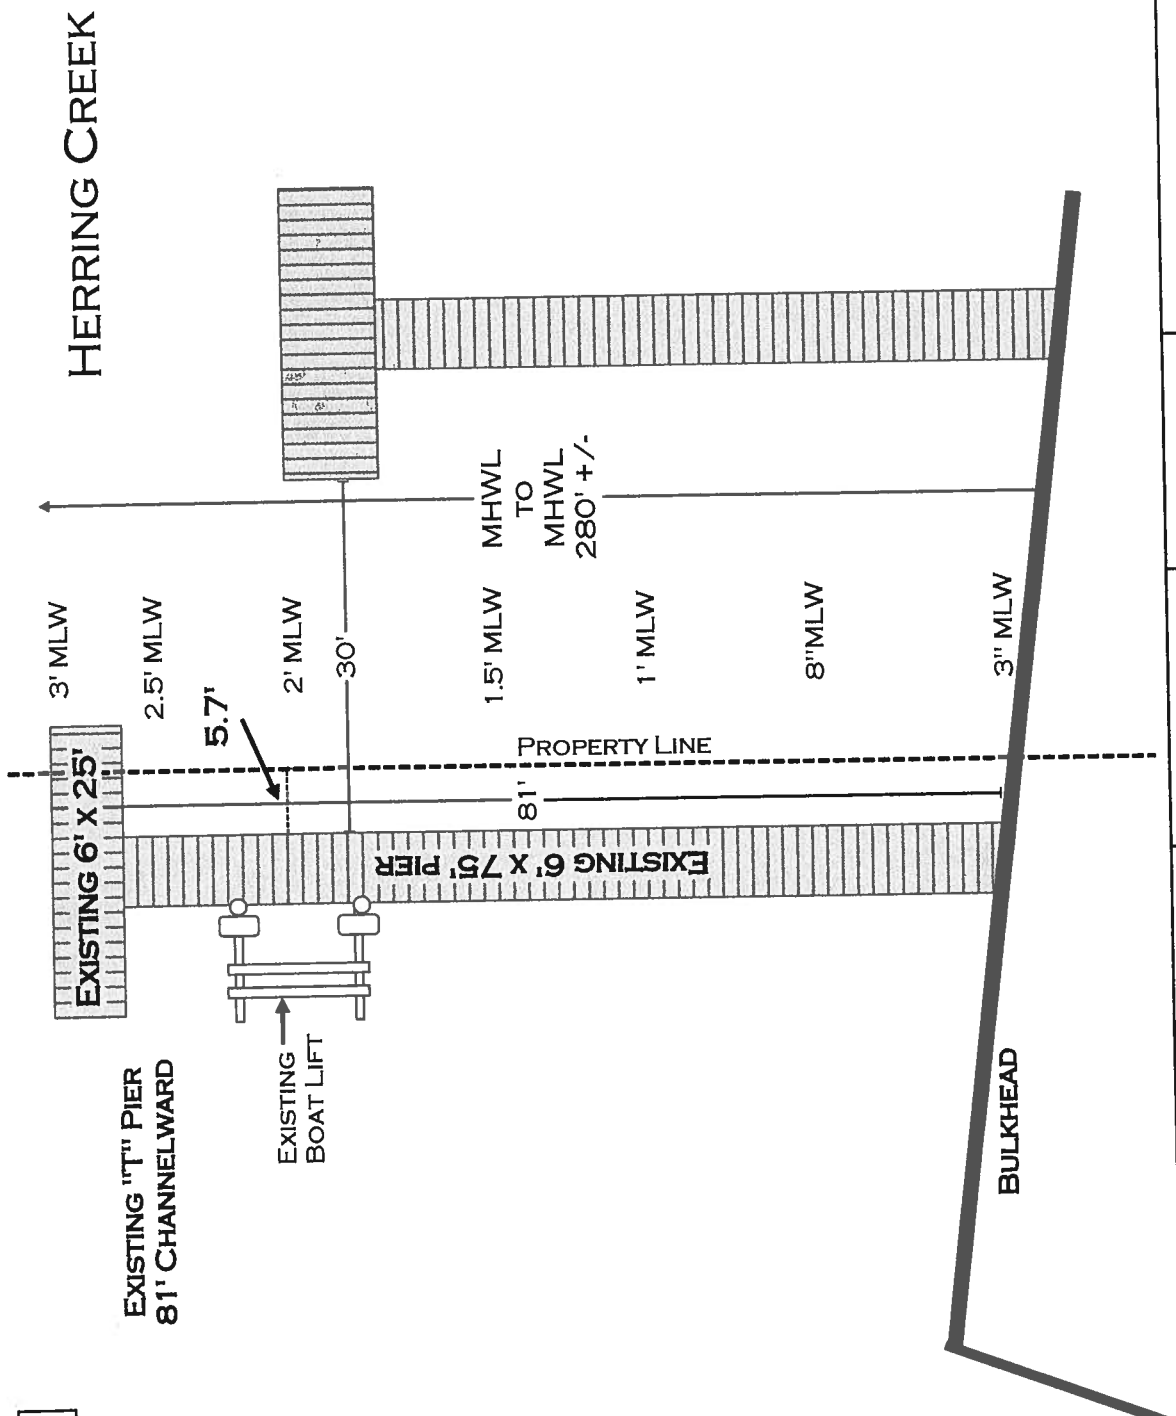 HERRING CREEK
3' MLW
2.5' MLW
2' MLW
30'
1.5' MLW
1' MLW
8"MLW
3" MLW
MHWL
TO
MHWL
280' +/-
5.7'
PROPERTY LINE
81'
EXISTING 6' X 25'
EXISTING 6' X 75' PIER
EXISTING "T" PIER
81' CHANNELWARD
EXISTING
BOAT LIFT
BULKHEAD